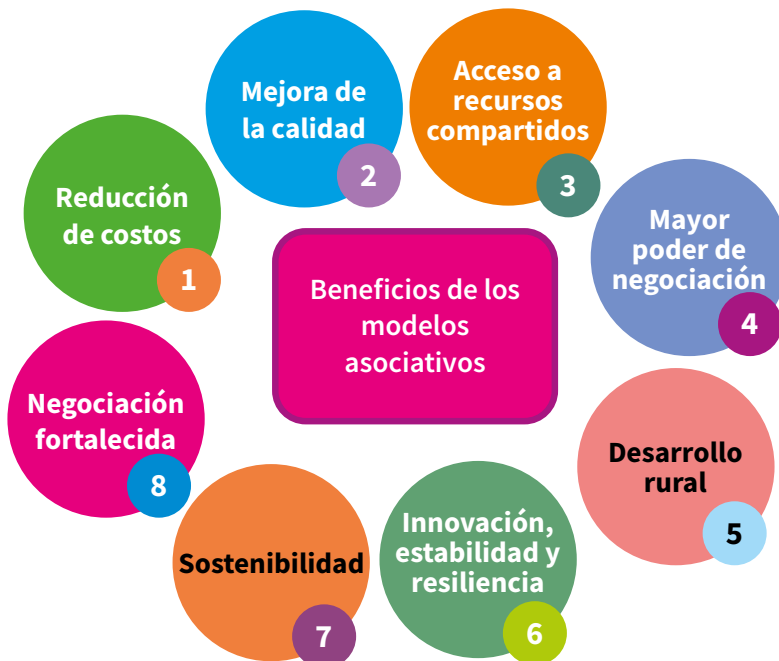 Beneficios de los
modelos
asociativos
Reducción
de costos
1
Mejora de
la calidad
2
Acceso a
recursos
compartidos
3
Mayor
poder de
negociación
4
Desarrollo
rural
5
Innovación,
estabilidad y
resiliencia
6
Sostenibilidad
7
Negociación
fortalecida
8